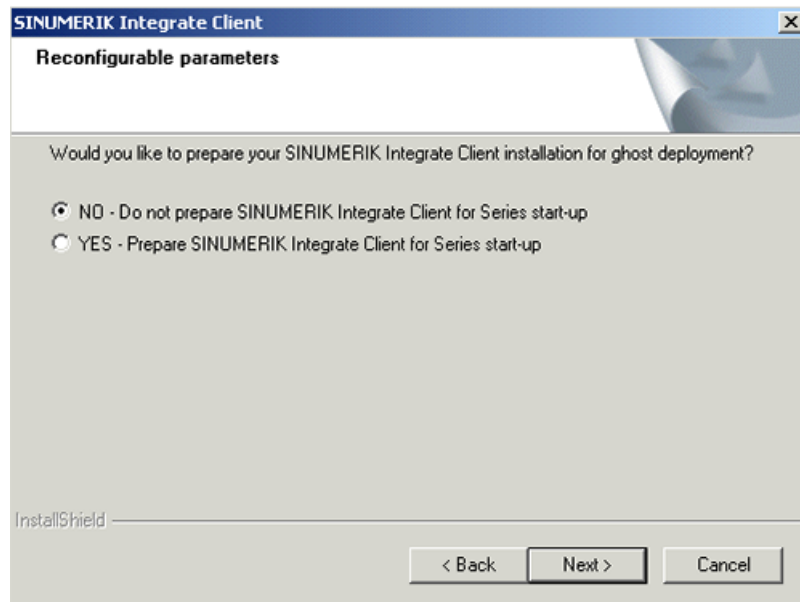 SINUMERIK Integrate Client
Reconfigurable parameters
Would you like to prepare your SINUMERIK Integrate Client installation for ghost deployment?
NO - Do not prepare SINUMERIK Integrate Client for Series start-up
YES - Prepare SINUMERIK Integrate Client for Series start-up
InstallShield
< Back Next > Cancel